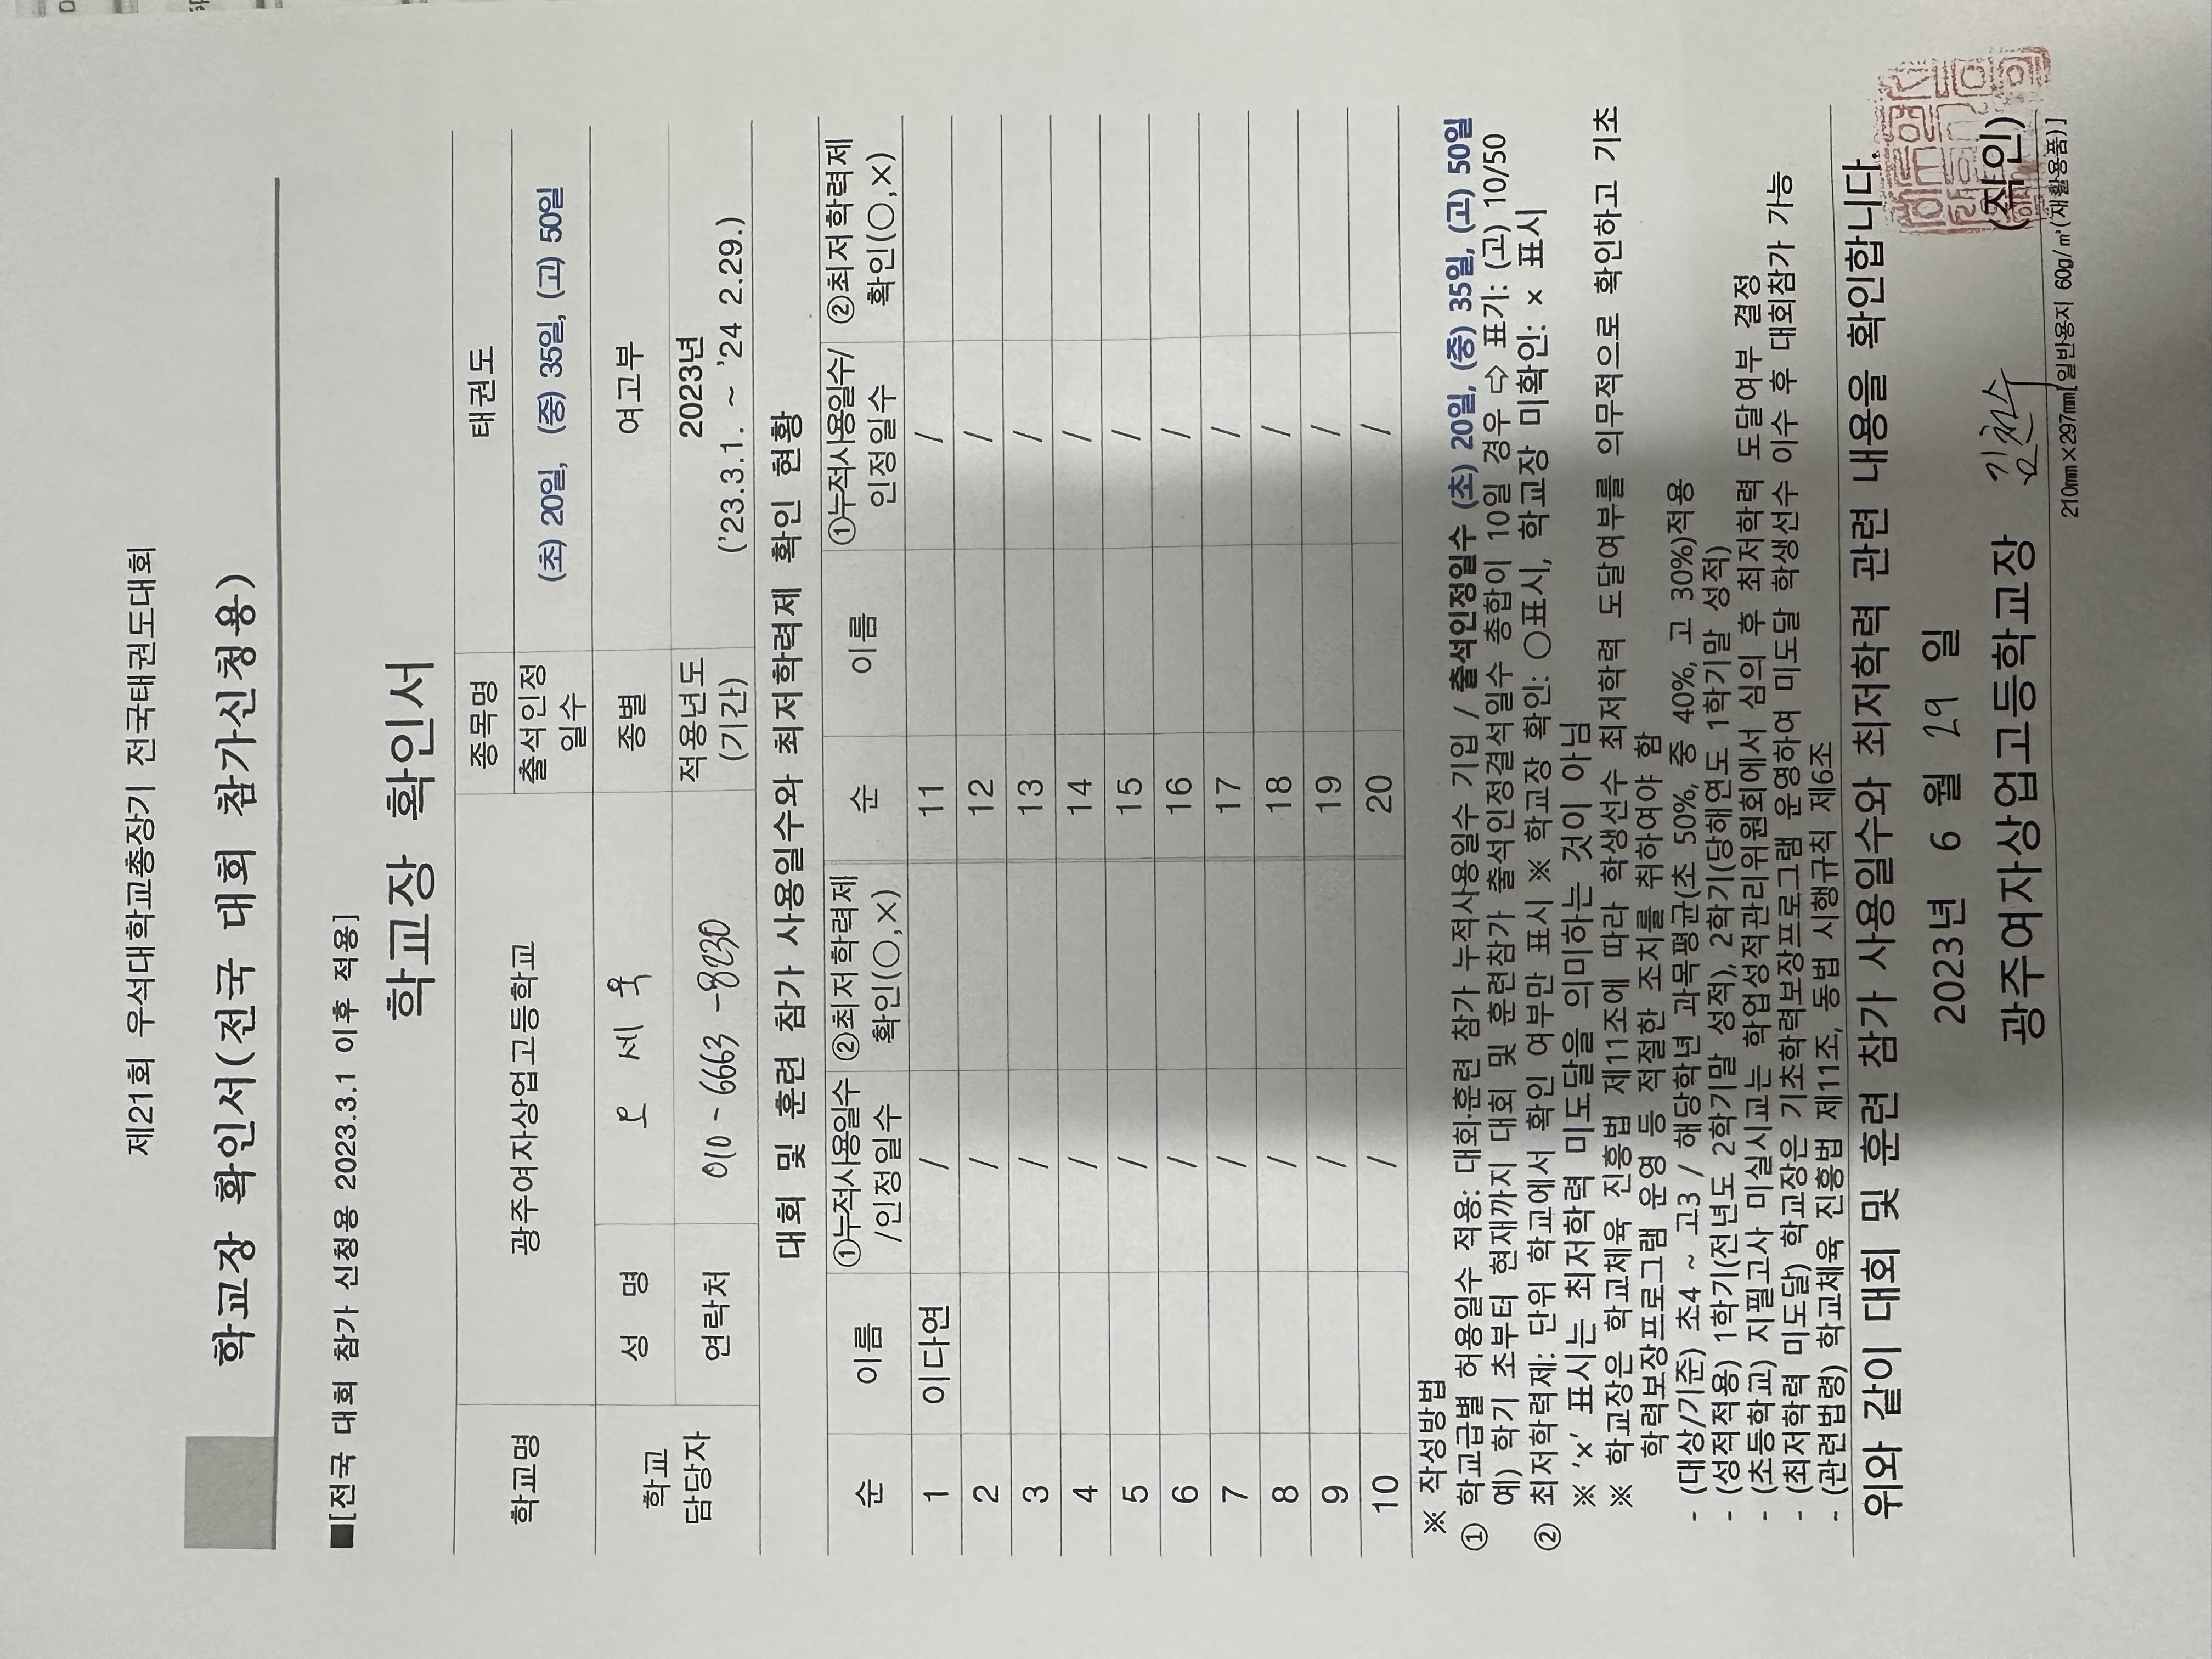 제21회 우석대학교총장기 전국태권도대회
학교장 확인서(전국 대회 참가신청용)
■[전국 대회 참가 신청용 2023.3.1 이후 적용]
학교장 확인서
학교명 광주여자상업고등학교 종목명 태권도
출석인정일수 (초) 20일, (중) 35일, (고) 50일
학교 담당자 성 명 오 세 욱 종별 여고부
연락처 010-6663-8230 적용년도 (기간) 2023년 ('23.3.1. ~ '24 2.29.)
대회 및 훈련 참가 사용일수와 최저학력제 확인 현황
순 이름 ①누적사용일수/인정일수 ②최저학력제 확인(○,×) 순 이름 ①누적사용일수/인정일수 ②최저학력제 확인(○,×)
1 이다연 / 11 /
2 / 12 /
3 / 13 /
4 / 14 /
5 / 15 /
6 / 16 /
7 / 17 /
8 / 18 /
9 / 19 /
10 / 20 /
※ 작성방법
① 학교급별 허용일수 적용: 대회·훈련 참가 누적사용일수 기입 / 출석인정일수 (초) 20일, (중) 35일, (고) 50일
예) 학기 초부터 현재까지 대회 및 훈련참가 출석인정결석일수 총합이 10일 경우 ⇨ 표기: (고) 10/50
② 최저학력제: 단위 학교에서 확인 여부만 표시 ※ 학교장 확인: ○표시, 학교장 미확인: × 표시
※ 'x' 표시는 최저학력 미도달을 의미하는 것이 아님
※ 학교장은 학교체육 진흥법 제11조에 따라 학생선수 최저학력 도달여부를 의무적으로 확인하고 기초
학력보장프로그램 운영 등 적절한 조치를 취하여야 함
- (대상/기준) 초4 ~ 고3 / 해당학년 과목평균(초 50%, 중 40%, 고 30%)적용
- (성적적용) 1학기(전년도 2학기말 성적), 2학기(당해연도 1학기말 성적)
- (초등학교) 지필고사 미실시교는 학업성적관리위원회에서 심의 후 최저학력 도달여부 결정
- (최저학력 미도달) 학교장은 기초학력보장프로그램 운영하여 미도달 학생선수 이수 후 대회참가 가능
- (관련법령) 학교체육 진흥법 제11조, 동법 시행규칙 제6조
위와 같이 대회 및 훈련 참가 사용일수와 최저학력 관련 내용을 확인합니다.
2023년 6 월 29 일
광주여자상업고등학교장 (직인)
210㎜×297㎜[일반용지 60g/㎡(재활용품)]